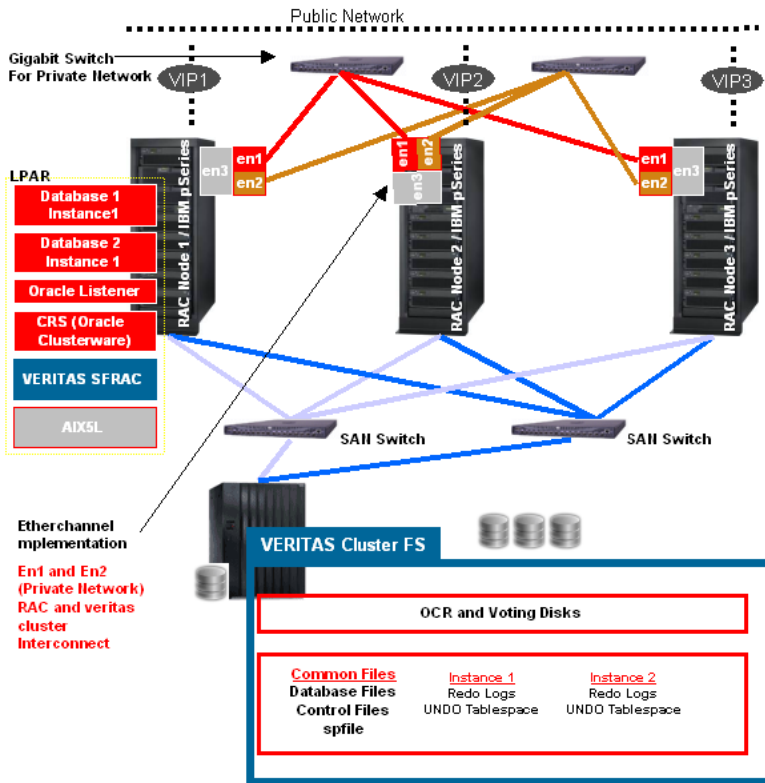 Public Network
Gigabit Switch
For Private Network
VIP1
VIP2
VIP3
en3
en1
en2
en1
en2
en3
en1
en2
en3
RAC Node 1 / IBM pSeries
RAC Node 2 / IBM pSeries
RAC Node 3 / IBM pSeries
LPAR
Database 1
Instance1
Database 2
Instance 1
Oracle Listener
CRS (Oracle
Clusterware)
VERITAS SFRAC
AIX5L
SAN Switch
SAN Switch
Etherchannel
mplementation
En1 and En2
(Private Network)
RAC and veritas
cluster
Interconnect
VERITAS Cluster FS
OCR and Voting Disks
Common Files
Database Files
Control Files
spfile
Instance 1
Redo Logs
UNDO Tablespace
Instance 2
Redo Logs
UNDO Tablespace